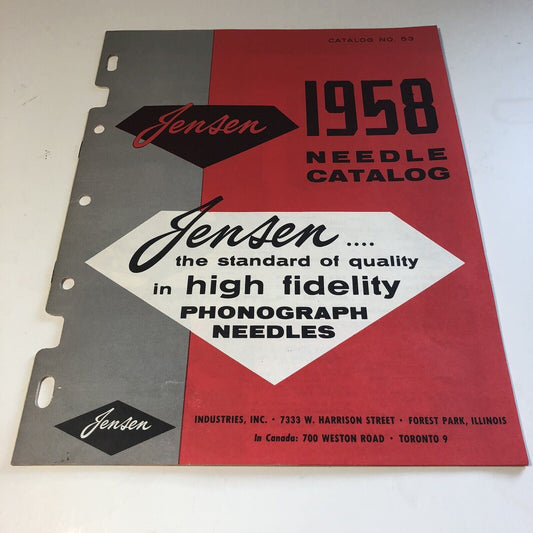 CATALOG NO. 53
Jensen
1958
NEEDLE
CATALOG
Jensen....
the standard of quality
in high fidelity
PHONOGRAPH
NEEDLES
Jensen
INDUSTRIES, INC. • 7333 W. HARRISON STREET • FOREST PARK, ILLINOIS
In Canada: 700 WESTON ROAD • TORONTO 9